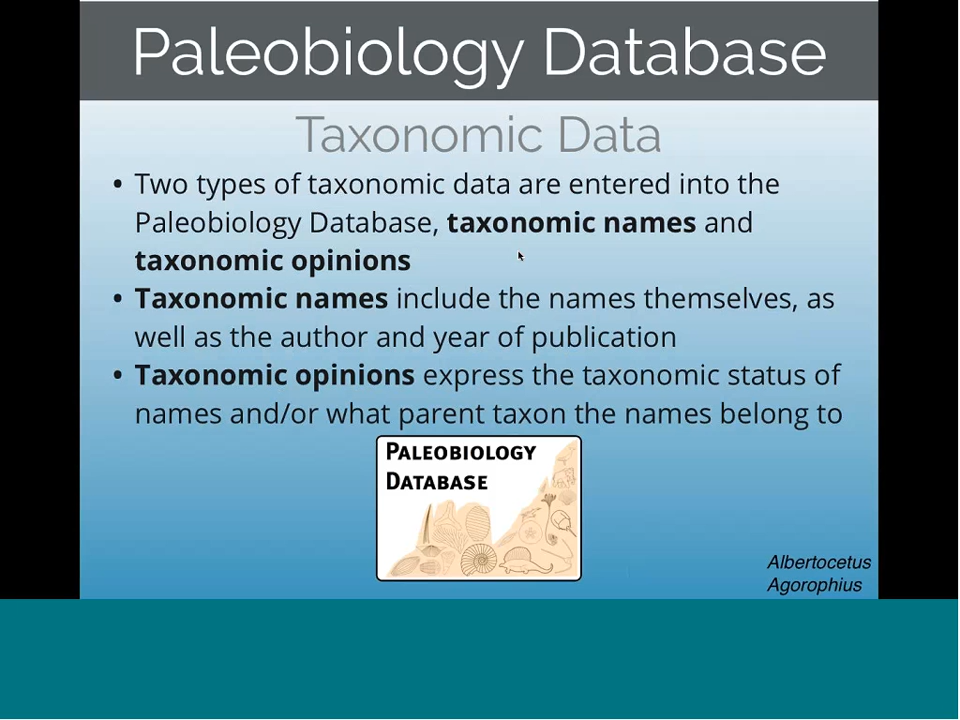 Paleobiology Database
Taxonomic Data
• Two types of taxonomic data are entered into the
Paleobiology Database, taxonomic names and
taxonomic opinions
• Taxonomic names include the names themselves, as
well as the author and year of publication
• Taxonomic opinions express the taxonomic status of
names and/or what parent taxon the names belong to
PALEOBIOLOGY
DATABASE
Albertocetus
Agorophius